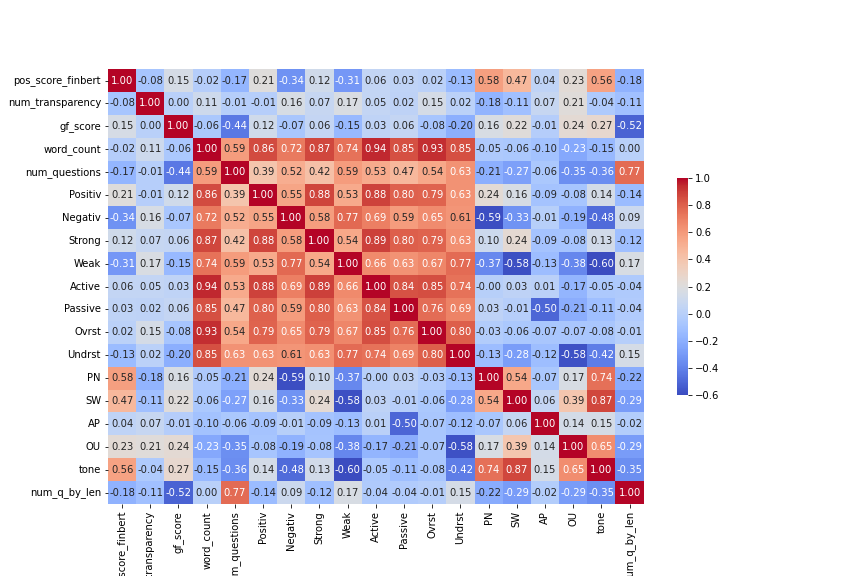 pos_score_finbert 1.00 -0.08 0.15 -0.02 -0.17 0.21 -0.34 0.12 -0.31 0.06 0.03 0.02 -0.13 0.58 0.47 0.04 0.23 0.56 -0.18
num_transparency -0.08 1.00 0.00 0.11 -0.01 -0.01 0.16 0.07 0.17 0.05 0.02 0.15 0.02 -0.18 -0.11 0.07 0.21 -0.04 -0.11
gf_score 0.15 0.00 1.00 -0.06 -0.44 0.12 -0.07 0.06 -0.15 0.03 0.06 -0.08 -0.20 0.16 0.22 -0.01 0.24 0.27 -0.52
word_count -0.02 0.11 -0.06 1.00 0.59 0.86 0.72 0.87 0.74 0.94 0.85 0.93 0.85 -0.05 -0.06 -0.10 -0.23 -0.15 0.00
num_questions -0.17 -0.01 -0.44 0.59 1.00 0.39 0.52 0.42 0.59 0.53 0.47 0.54 0.63 -0.21 -0.27 -0.06 -0.35 -0.36 0.77
Positiv 0.21 -0.01 0.12 0.86 0.39 1.00 0.55 0.88 0.53 0.88 0.80 0.79 0.63 0.24 0.16 -0.09 -0.08 0.14 -0.14
Negativ -0.34 0.16 -0.07 0.72 0.52 0.55 1.00 0.58 0.77 0.69 0.59 0.65 0.61 -0.59 -0.33 -0.01 -0.19 -0.48 0.09
Strong 0.12 0.07 0.06 0.87 0.42 0.88 0.58 1.00 0.54 0.89 0.80 0.79 0.63 0.10 0.24 -0.09 -0.08 0.13 -0.12
Weak -0.31 0.17 -0.15 0.74 0.59 0.53 0.77 0.54 1.00 0.66 0.63 0.67 0.77 -0.37 -0.58 -0.13 -0.38 -0.60 0.17
Active 0.06 0.05 0.03 0.94 0.53 0.88 0.69 0.89 0.66 1.00 0.84 0.85 0.74 -0.00 0.03 0.01 -0.17 -0.05 -0.04
Passive 0.03 0.02 0.06 0.85 0.47 0.80 0.59 0.80 0.63 0.84 1.00 0.76 0.69 0.03 -0.01 -0.50 -0.21 -0.11 -0.04
Ovrst 0.02 0.15 -0.08 0.93 0.54 0.79 0.65 0.79 0.67 0.85 0.76 1.00 0.80 -0.03 -0.06 -0.07 -0.07 -0.08 -0.01
Undrst -0.13 0.02 -0.20 0.85 0.63 0.63 0.61 0.63 0.77 0.74 0.69 0.80 1.00 -0.13 -0.28 -0.12 -0.58 -0.42 0.15
PN 0.58 -0.18 0.16 -0.05 -0.21 0.24 -0.59 0.10 -0.37 -0.00 0.03 -0.03 -0.13 1.00 0.54 -0.07 0.17 0.74 -0.22
SW 0.47 -0.11 0.22 -0.06 -0.27 0.16 -0.33 0.24 -0.58 0.03 -0.01 -0.06 -0.28 0.54 1.00 0.06 0.39 0.87 -0.29
AP 0.04 0.07 -0.01 -0.10 -0.06 -0.09 -0.01 -0.09 -0.13 0.01 -0.50 -0.07 -0.12 -0.07 0.06 1.00 0.14 0.15 -0.02
OU 0.23 0.21 0.24 -0.23 -0.35 -0.08 -0.19 -0.08 -0.38 -0.17 -0.21 -0.07 -0.58 0.17 0.39 0.14 1.00 0.65 -0.29
tone 0.56 -0.04 0.27 -0.15 -0.36 0.14 -0.48 0.13 -0.60 -0.05 -0.11 -0.08 -0.42 0.74 0.87 0.15 0.65 1.00 -0.35
num_q_by_len -0.18 -0.11 -0.52 0.00 0.77 -0.14 0.09 -0.12 0.17 -0.04 -0.04 -0.01 0.15 -0.22 -0.29 -0.02 -0.29 -0.35 1.00
score_finbert transparency gf_score word_count m_questions Positiv Negativ Strong Weak Active Passive Ovrst Undrst PN SW AP OU tone um_q_by_len
1.0
0.8
0.6
0.4
0.2
0.0
−0.2
−0.4
−0.6